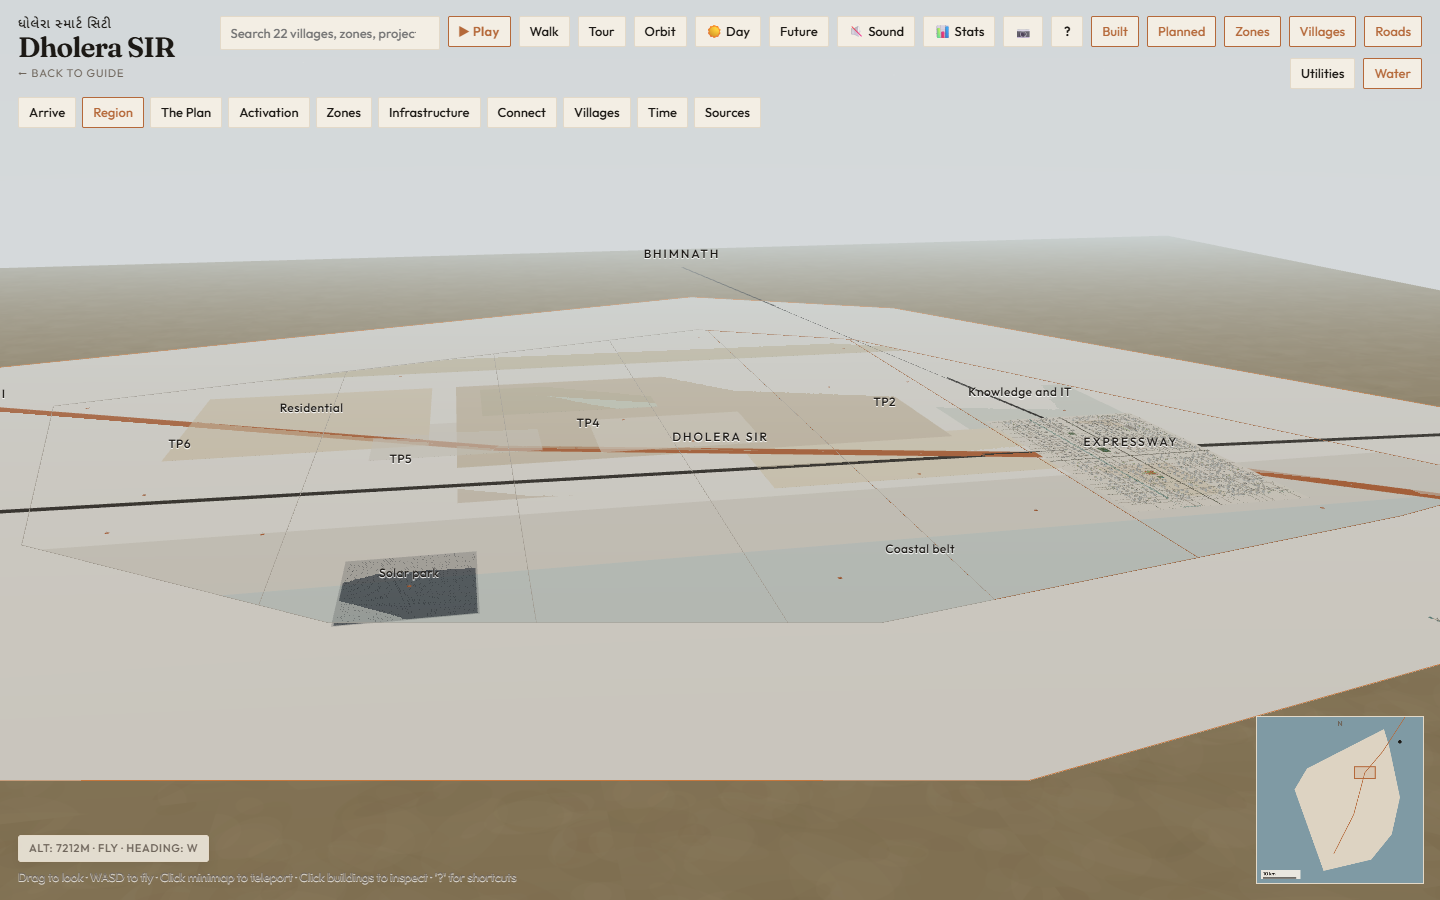 ધોલેરા સ્માર્ટ સિટી
Dholera SIR
← BACK TO GUIDE
Search 22 villages, zones, projec
▶ Play
Walk
Tour
Orbit
Day
Future
Sound
Stats
?
Built
Planned
Zones
Villages
Roads
Utilities
Water
Arrive
Region
The Plan
Activation
Zones
Infrastructure
Connect
Villages
Time
Sources
BHIMNATH
I
Knowledge and IT
Residential
TP2
TP4
DHOLERA SIR
EXPRESSWAY
TP6
TP5
Coastal belt
Solar park
N
10 km
ALT: 7212M · FLY · HEADING: W
Drag to look · WASD to fly · Click minimap to teleport · Click buildings to inspect · '?' for shortcuts